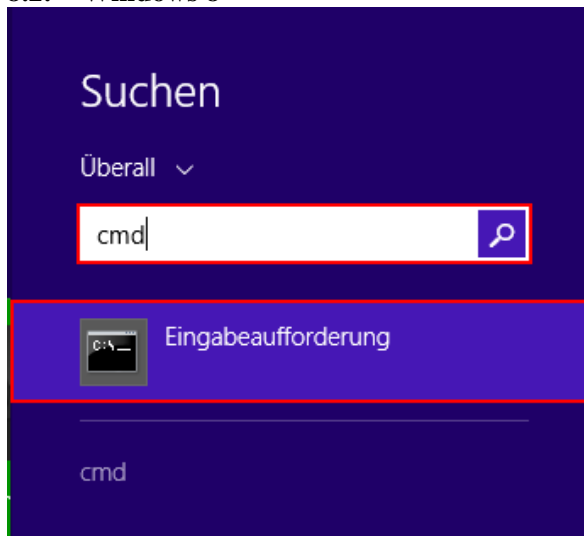 Suchen
Überall
cmd
C:\_
Eingabeaufforderung
cmd